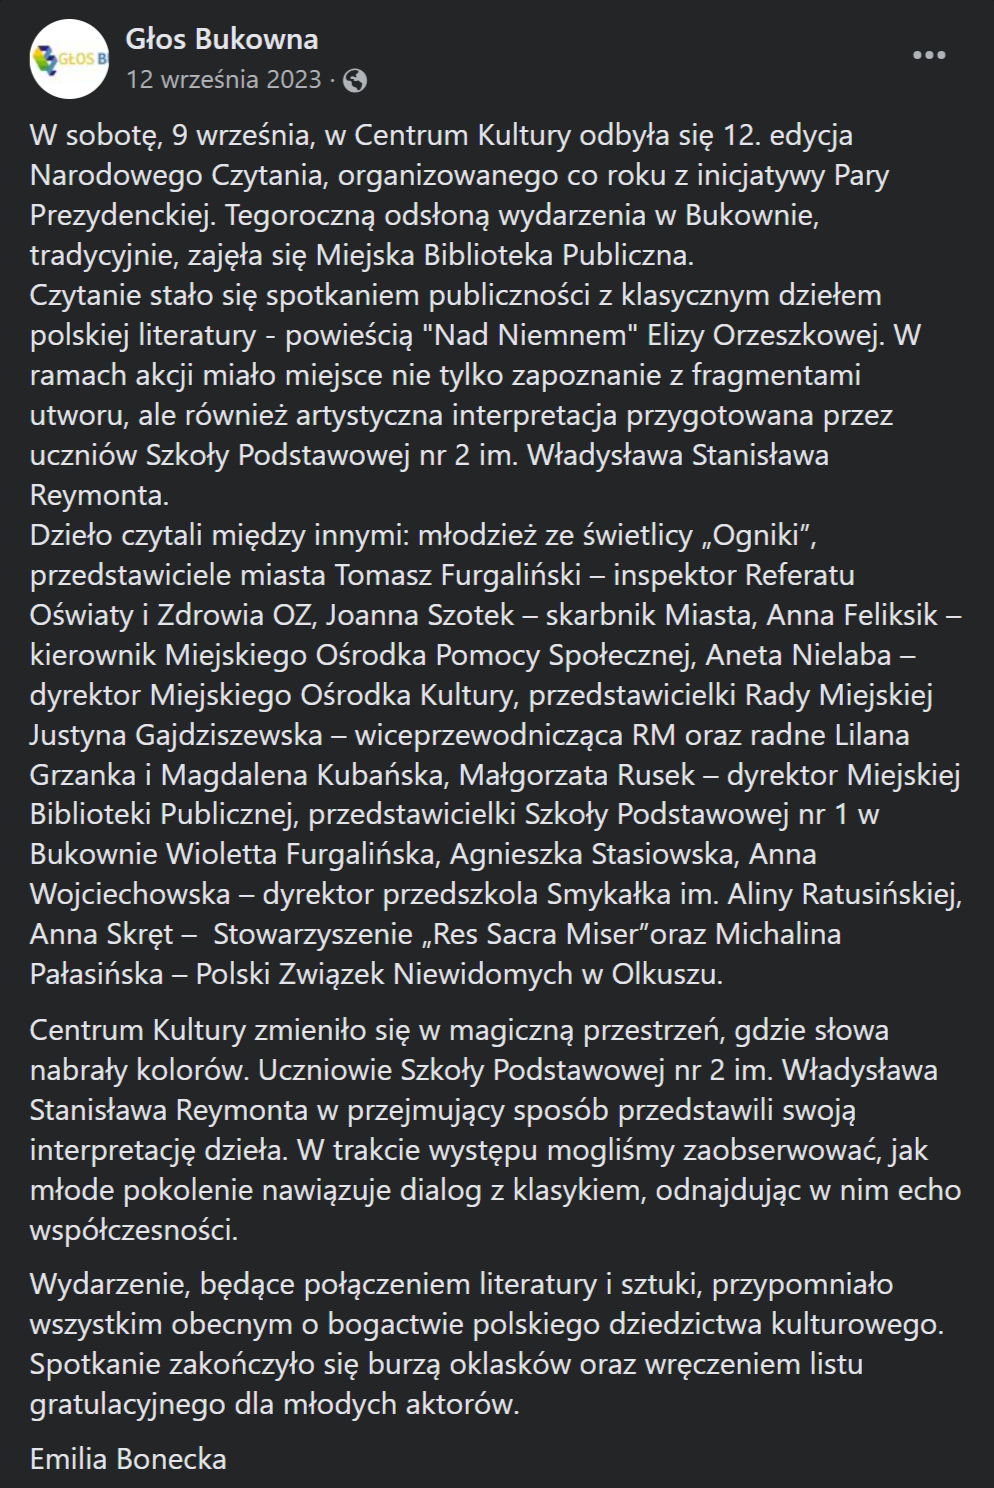 GŁOS B
Głos Bukowna
12 września 2023 ·
W sobotę, 9 września, w Centrum Kultury odbyła się 12. edycja
Narodowego Czytania, organizowanego co roku z inicjatywy Pary
Prezydenckiej. Tegoroczną odsłoną wydarzenia w Bukownie,
tradycyjnie, zajęła się Miejska Biblioteka Publiczna.
Czytanie stało się spotkaniem publiczności z klasycznym dziełem
polskiej literatury - powieścią "Nad Niemnem" Elizy Orzeszkowej. W
ramach akcji miało miejsce nie tylko zapoznanie z fragmentami
utworu, ale również artystyczna interpretacja przygotowana przez
uczniów Szkoły Podstawowej nr 2 im. Władysława Stanisława
Reymonta.
Dzieło czytali między innymi: młodzież ze świetlicy „Ogniki”,
przedstawiciele miasta Tomasz Furgaliński – inspektor Referatu
Oświaty i Zdrowia OZ, Joanna Szotek – skarbnik Miasta, Anna Feliksik –
kierownik Miejskiego Ośrodka Pomocy Społecznej, Aneta Nielaba –
dyrektor Miejskiego Ośrodka Kultury, przedstawicielki Rady Miejskiej
Justyna Gajdziszewska – wiceprzewodnicząca RM oraz radne Lilana
Grzanka i Magdalena Kubańska, Małgorzata Rusek – dyrektor Miejskiej
Biblioteki Publicznej, przedstawicielki Szkoły Podstawowej nr 1 w
Bukownie Wioletta Furgalińska, Agnieszka Stasiowska, Anna
Wojciechowska – dyrektor przedszkola Smykałka im. Aliny Ratusińskiej,
Anna Skręt –  Stowarzyszenie „Res Sacra Miser”oraz Michalina
Pałasińska – Polski Związek Niewidomych w Olkuszu.
Centrum Kultury zmieniło się w magiczną przestrzeń, gdzie słowa
nabrały kolorów. Uczniowie Szkoły Podstawowej nr 2 im. Władysława
Stanisława Reymonta w przejmujący sposób przedstawili swoją
interpretację dzieła. W trakcie występu mogliśmy zaobserwować, jak
młode pokolenie nawiązuje dialog z klasykiem, odnajdując w nim echo
współczesności.
Wydarzenie, będące połączeniem literatury i sztuki, przypomniało
wszystkim obecnym o bogactwie polskiego dziedzictwa kulturowego.
Spotkanie zakończyło się burzą oklasków oraz wręczeniem listu
gratulacyjnego dla młodych aktorów.
Emilia Bonecka